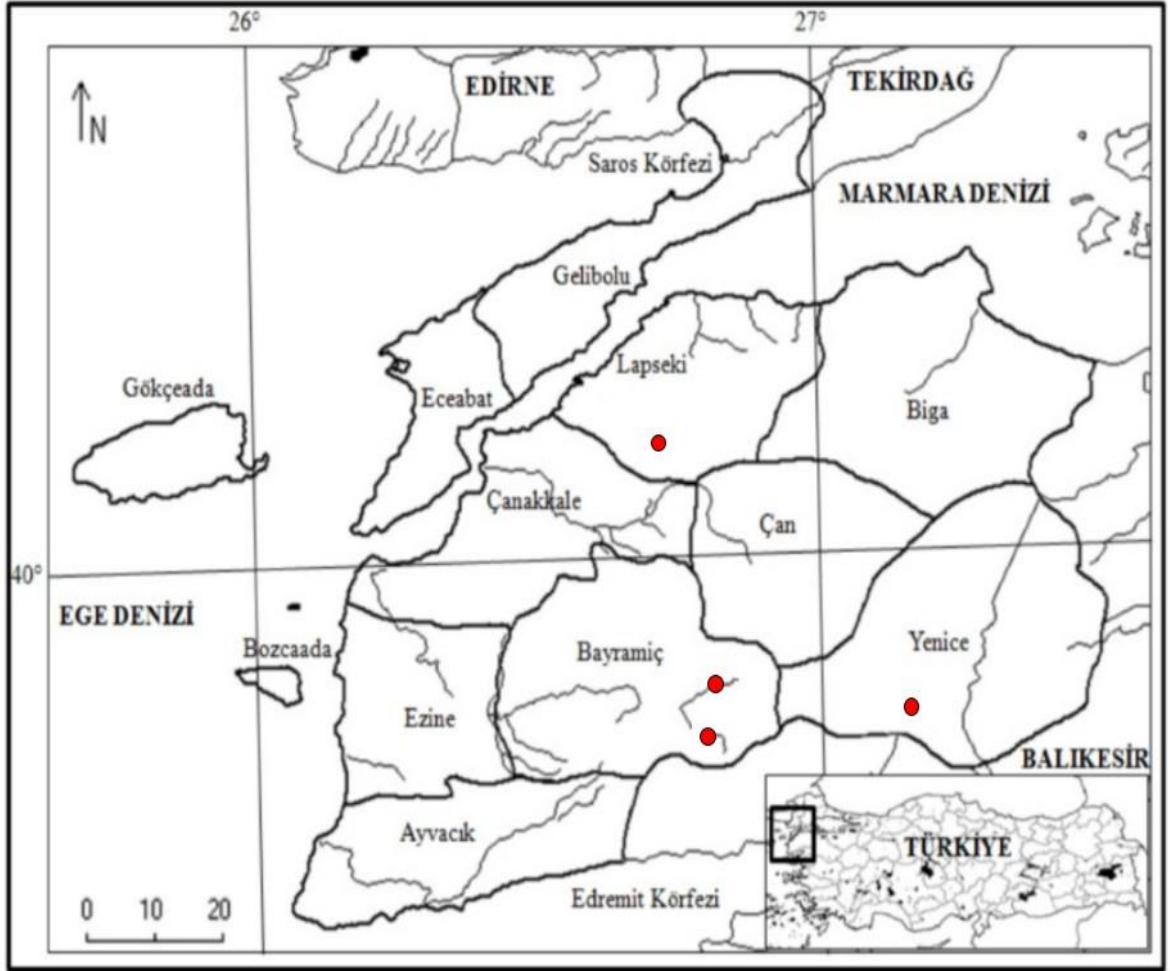 26°
27°
EDİRNE
TEKİRDAĞ
N
Saros Körfezi
MARMARA DENİZİ
Gelibolu
Lapseki
Gökçeada
Eceabat
Biga
Çanakkale
Çan
40°
EGE DENİZİ
Bozcaada
Bayramiç
Yenice
Ezine
BALIKESİR
Ayvacık
TÜRKİYE
Edremit Körfezi
0 10 20